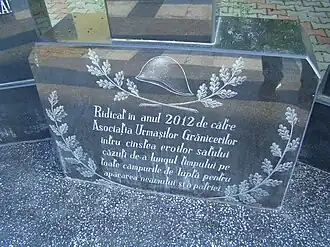 A!
Ridicat în anul 2012 de către
Asociația Urmașilor Grănicerilor
întru cinstea eroilor satului
căzuți de-a lungul timpului pe
toate câmpurile de luptă pentru
apărarea neamului și a patriei